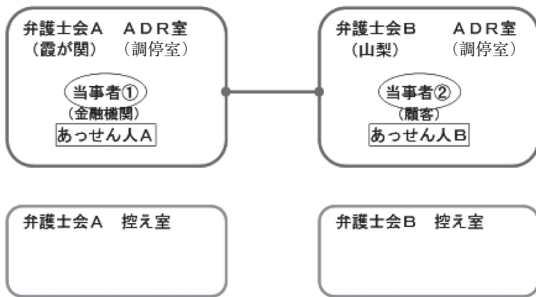 弁護士会A ADR室
(霞が関) (調停室)
当事者①
(金融機関)
あっせん人A
弁護士会B ADR室
(山梨) (調停室)
当事者②
(顧客)
あっせん人B
弁護士会A 控え室
弁護士会B 控え室